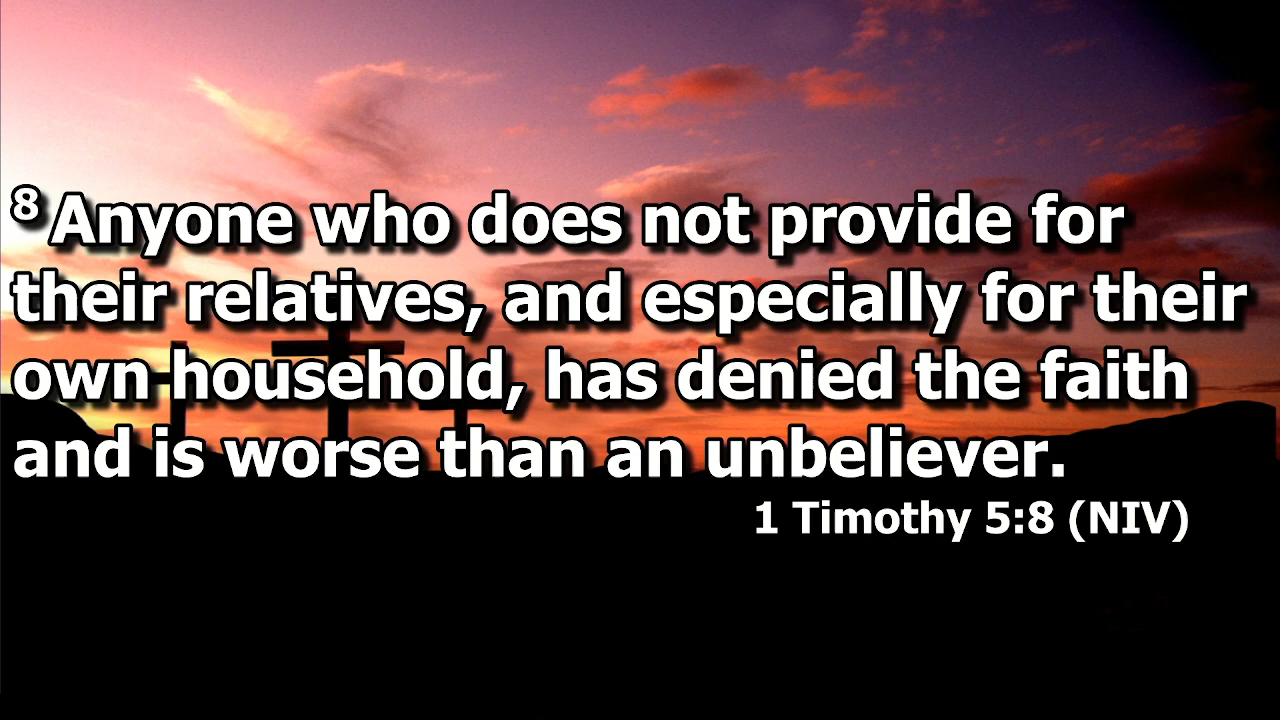 8 Anyone who does not provide for
their relatives, and especially for their
own household, has denied the faith
and is worse than an unbeliever.
1 Timothy 5:8 (NIV)